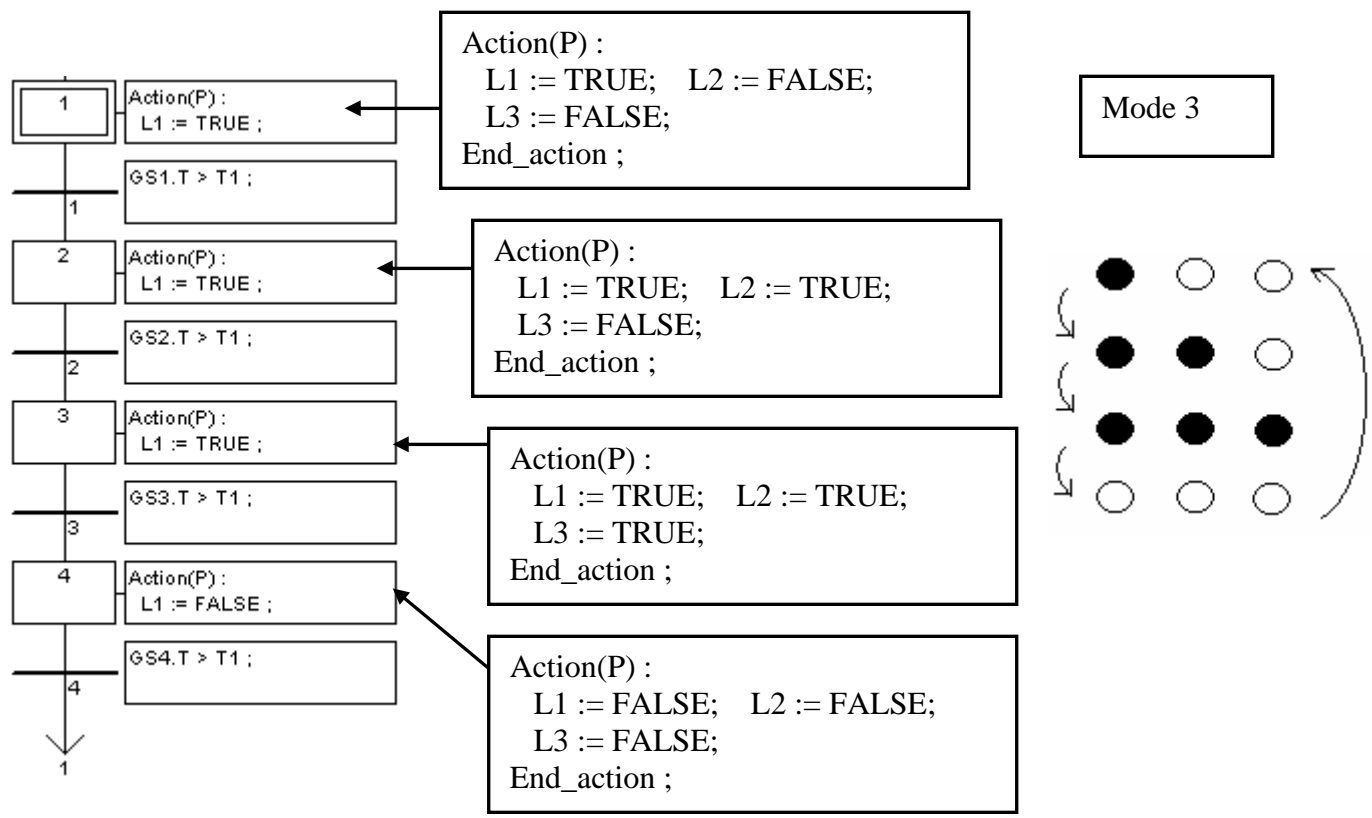 1
Action(P) :
L1 := TRUE ;
GS1.T > T1 ;
1
2
Action(P) :
L1 := TRUE ;
GS2.T > T1 ;
2
3
Action(P) :
L1 := TRUE ;
GS3.T > T1 ;
3
4
Action(P) :
L1 := FALSE ;
GS4.T > T1 ;
4
1
Action(P) :
L1 := TRUE;    L2 := FALSE;
L3 := FALSE;
End_action ;
Action(P) :
L1 := TRUE;    L2 := TRUE;
L3 := FALSE;
End_action ;
Action(P) :
L1 := TRUE;    L2 := TRUE;
L3 := TRUE;
End_action ;
Action(P) :
L1 := FALSE;    L2 := FALSE;
L3 := FALSE;
End_action ;
Mode 3